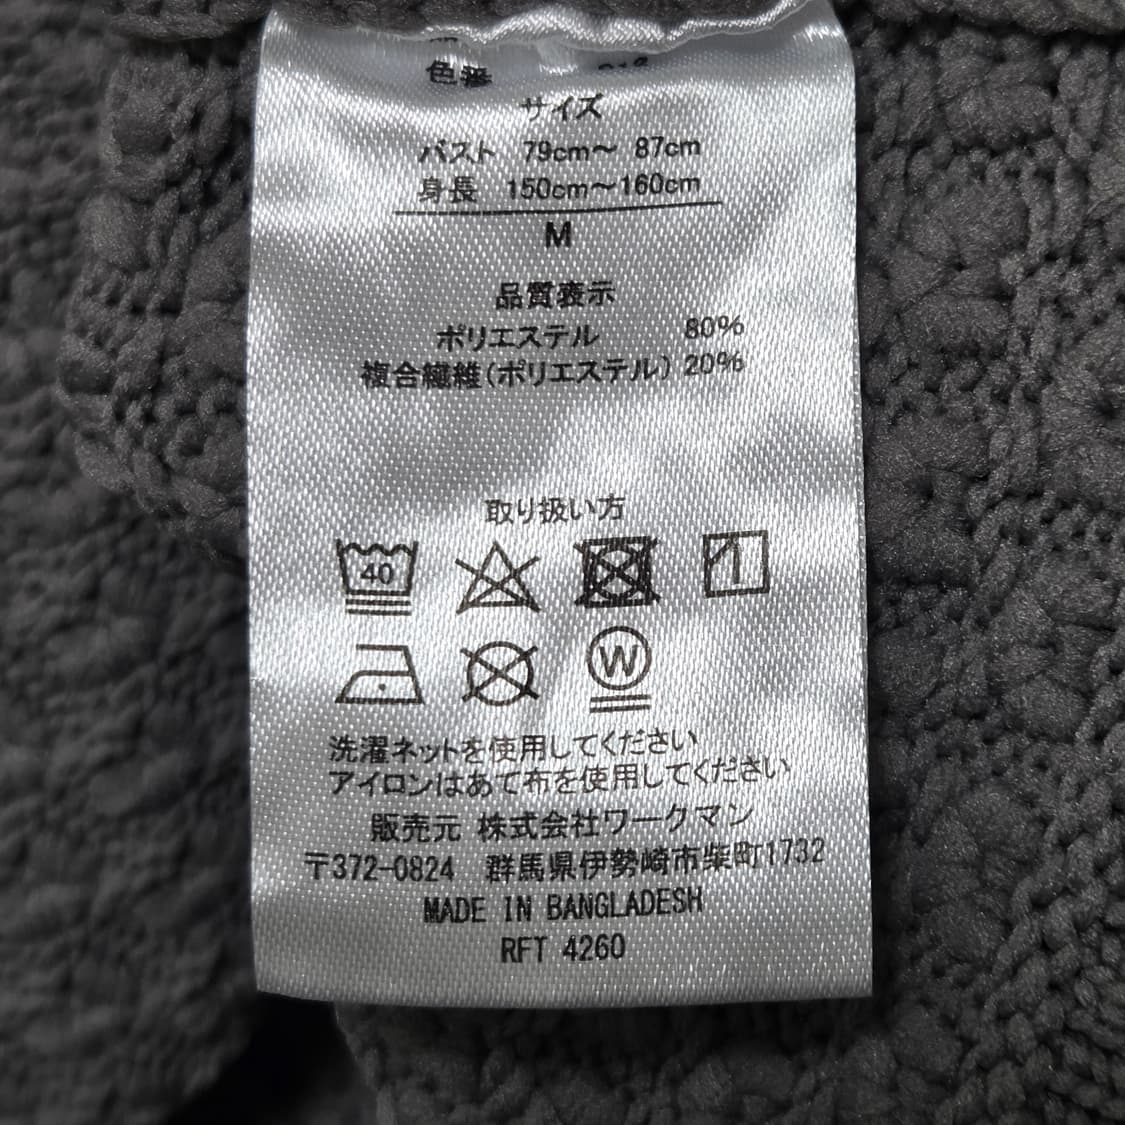 色番
サイズ
バスト 79cm～ 87cm
身長 150cm～160cm
M
品質表示
ポリエステル 80%
複合繊維(ポリエステル) 20%
取り扱い方
40
W
洗濯ネットを使用してください
アイロンはあて布を使用してください
販売元 株式会社ワークマン
〒372-0824 群馬県伊勢崎市柴町1732
MADE IN BANGLADESH
RFT 4260